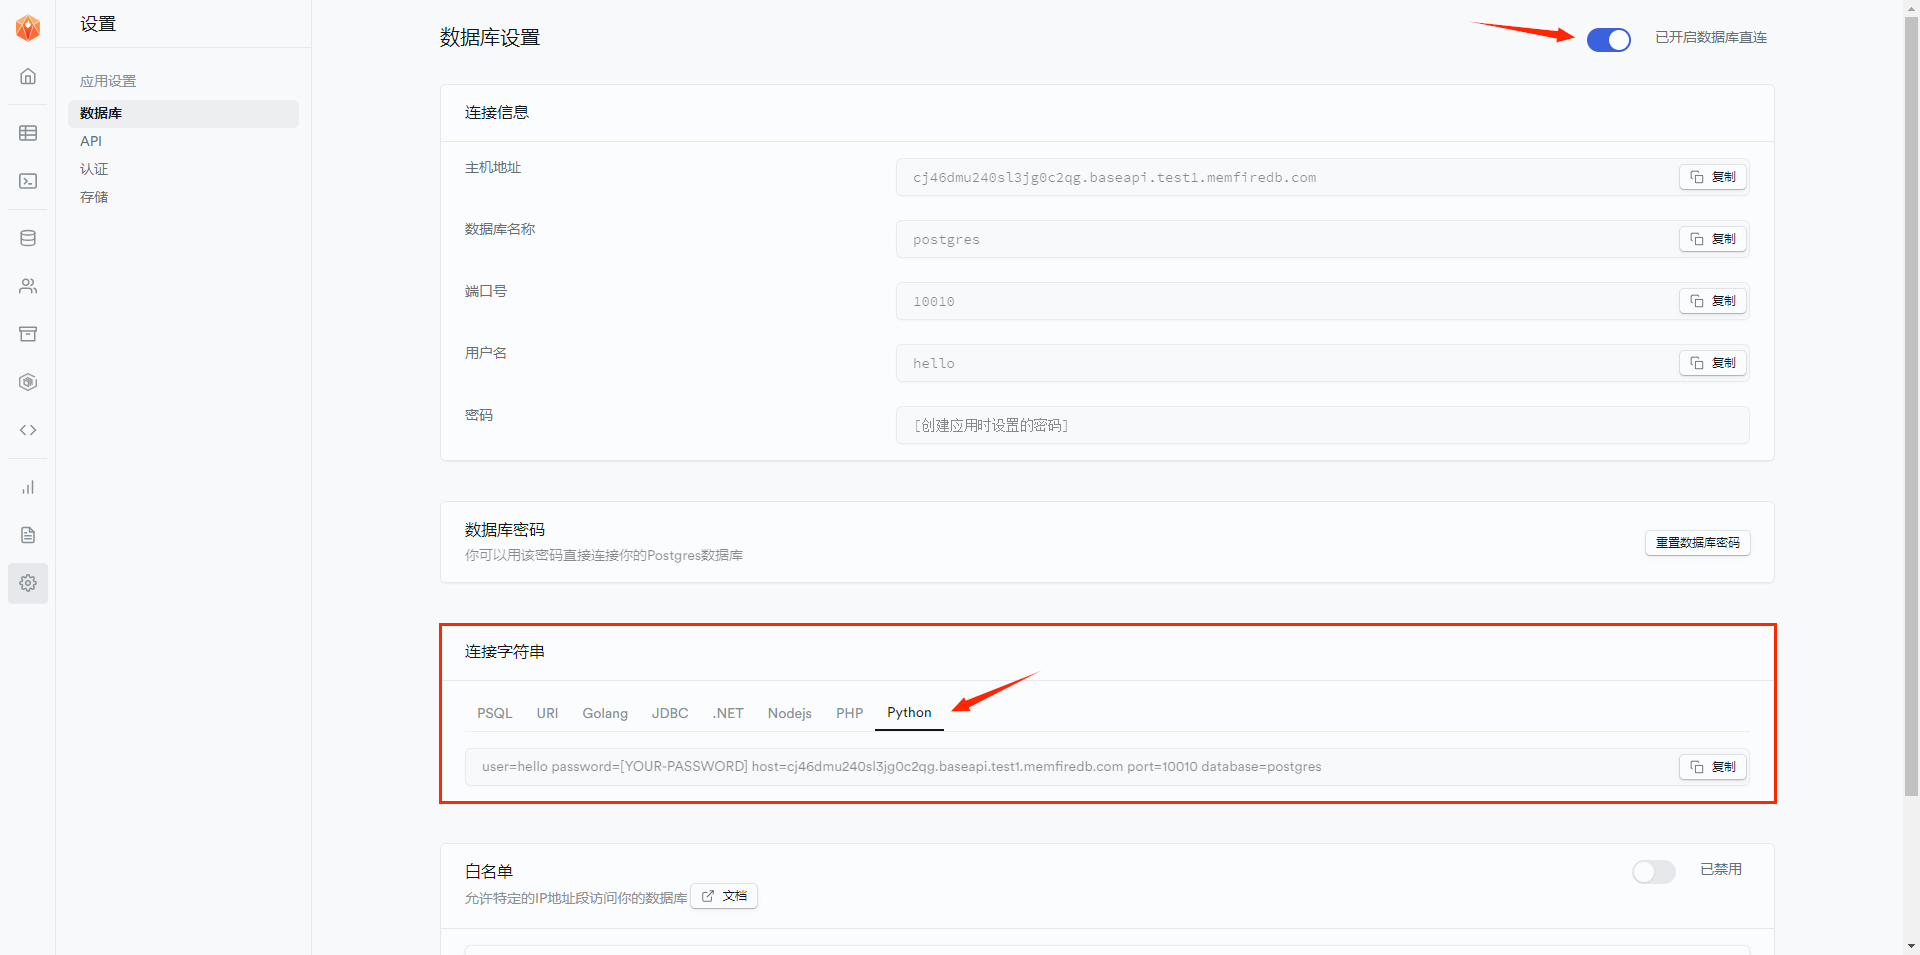 设置
应用设置
数据库
API
认证
存储
数据库设置
已开启数据库直连
连接信息
主机地址
cj46dmu240sl3jg0c2qg.baseapi.test1.memfiredb.com
复制
数据库名称
postgres
复制
端口号
10010
复制
用户名
hello
复制
密码
[创建应用时设置的密码]
数据库密码
你可以用该密码直接连接你的Postgres数据库
重置数据库密码
连接字符串
PSQL URI Golang JDBC .NET Nodejs PHP Python
user=hello password=[YOUR-PASSWORD] host=cj46dmu240sl3jg0c2qg.baseapi.test1.memfiredb.com port=10010 database=postgres
复制
白名单
已禁用
允许特定的IP地址段访问你的数据库
文档